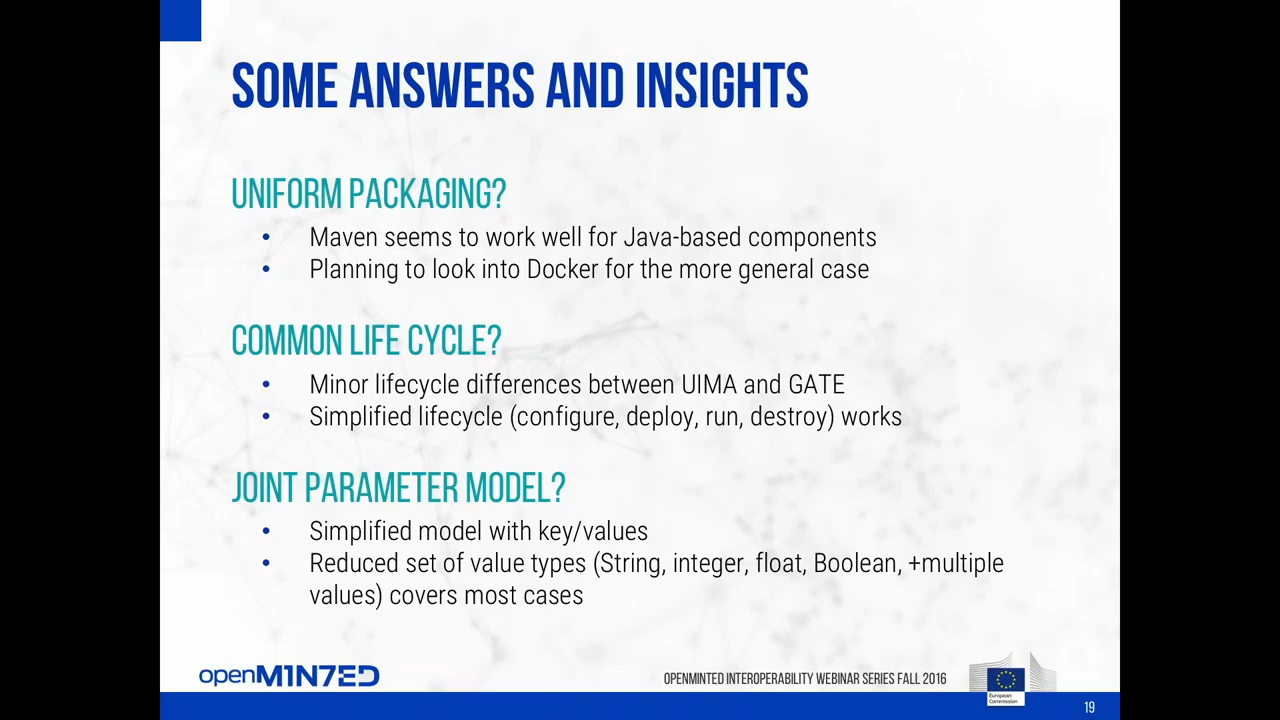 SOME ANSWERS AND INSIGHTS
UNIFORM PACKAGING?
• Maven seems to work well for Java-based components
• Planning to look into Docker for the more general case
COMMON LIFE CYCLE?
• Minor lifecycle differences between UIMA and GATE
• Simplified lifecycle (configure, deploy, run, destroy) works
JOINT PARAMETER MODEL?
• Simplified model with key/values
• Reduced set of value types (String, integer, float, Boolean, +multiple
values) covers most cases
openM1N7ED
OPENMINTED INTEROPERABILITY WEBINAR SERIES FALL 2016
European
Commission
19